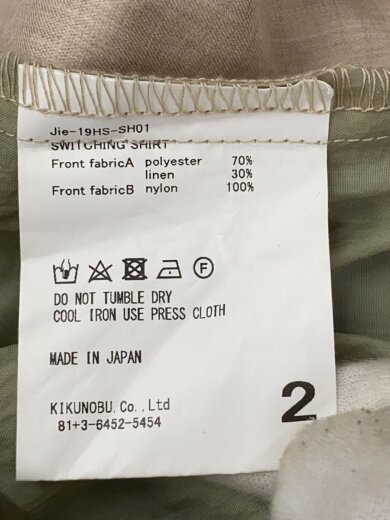 Jie-19HS-SH01
SWITCHING SHIRT
Front fabricA polyester 70%
linen 30%
Front fabricB nylon 100%
F
DO NOT TUMBLE DRY
COOL IRON USE PRESS CLOTH
MADE IN JAPAN
KIKUNOBU. Co., Ltd
81+3-6452-5454
2